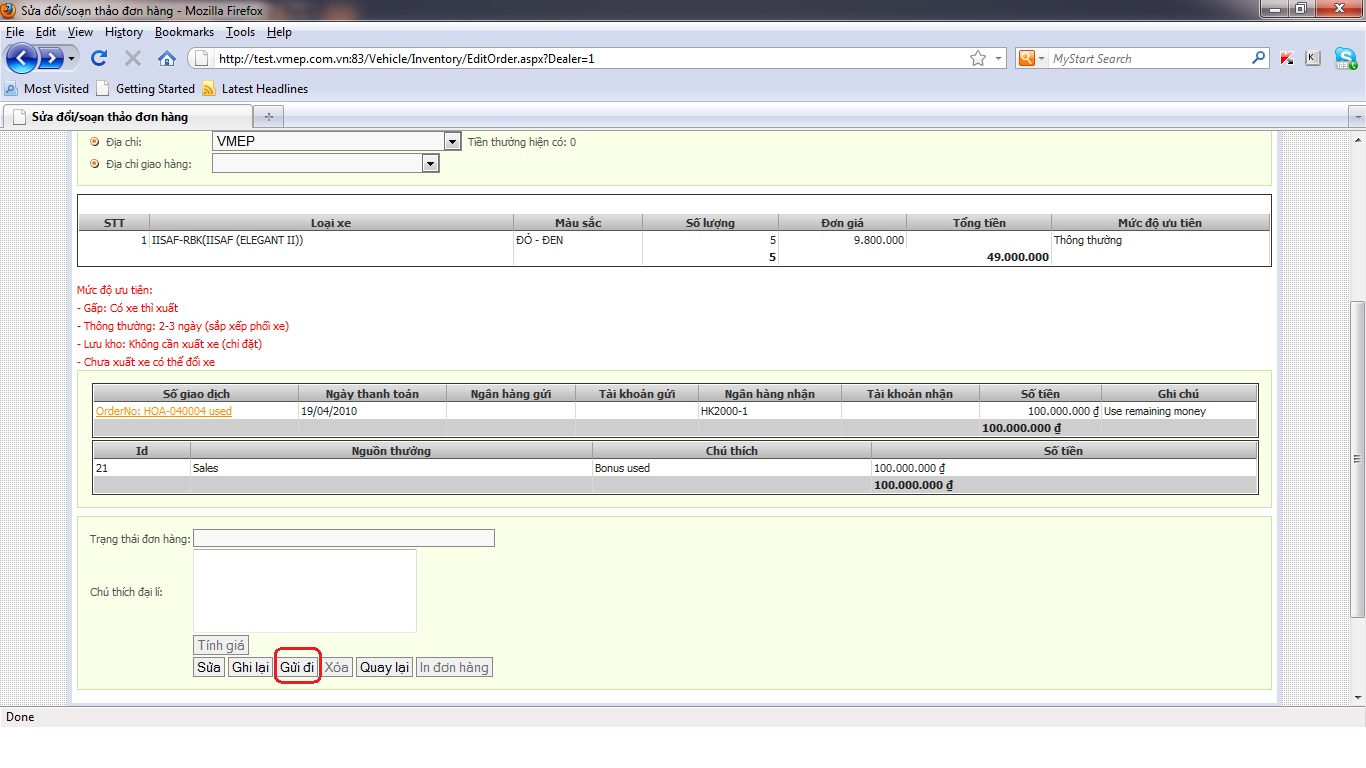 Sửa đổi/soạn thảo đơn hàng - Mozilla Firefox
File Edit View History Bookmarks Tools Help
http://test.vmep.com.vn:83/Vehicle/Inventory/EditOrder.aspx?Dealer=1 MyStart Search
Most Visited Getting Started Latest Headlines
Sửa đổi/soạn thảo đơn hàng
Địa chỉ: VMEP Tiền thưởng hiện có: 0
Địa chỉ giao hàng:
STT Loại xe Màu sắc Số lượng Đơn giá Tổng tiền Mức độ ưu tiên
1 IISAF-RBK(IISAF (ELEGANT II)) ĐỎ - ĐEN 5 9.800.000 Thông thường
5 49.000.000
Mức độ ưu tiên:
- Gấp: Có xe thì xuất
- Thông thường: 2-3 ngày (sắp xếp phối xe)
- Lưu kho: Không cần xuất xe (chỉ đặt)
- Chưa xuất xe có thể đổi xe
Số giao dịch Ngày thanh toán Ngân hàng gửi Tài khoản gửi Ngân hàng nhận Tài khoản nhận Số tiền Ghi chú
OrderNo: HOA-040004 used 19/04/2010 HK2000-1 100.000.000 ₫ Use remaining money
100.000.000 ₫
Id Nguồn thưởng Chú thích Số tiền
21 Sales Bonus used 100.000.000 ₫
100.000.000 ₫
Trạng thái đơn hàng:
Chú thích đại lí:
Tính giá
Sửa Ghi lại Gửi đi Xóa Quay lại In đơn hàng
Done